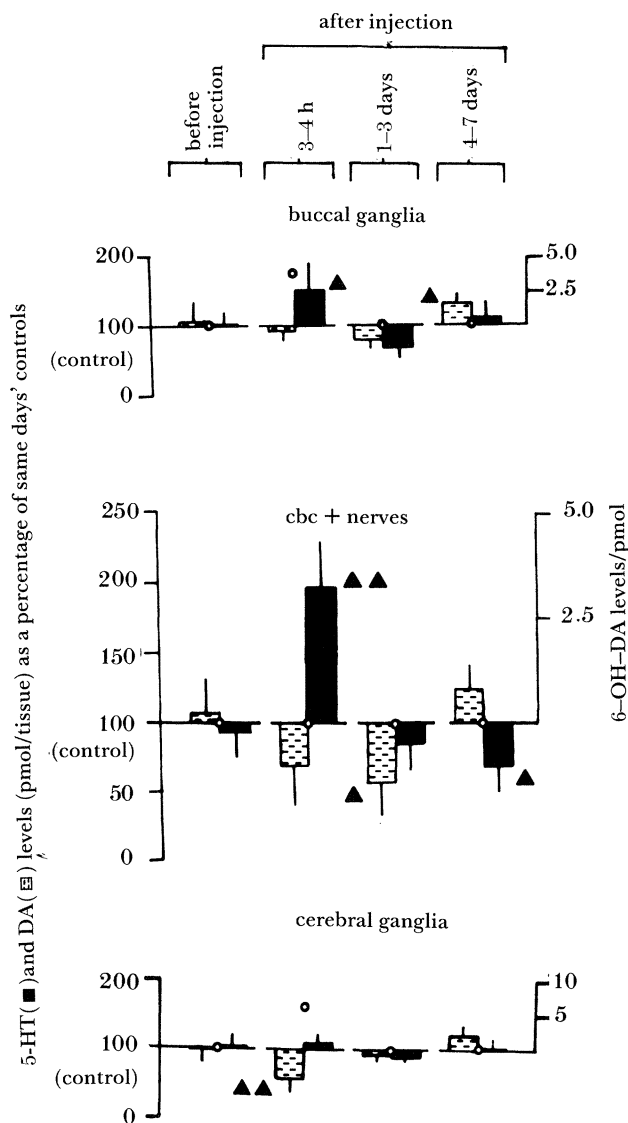 after injection
before
injection
3–4 h
1–3 days
4–7 days
buccal ganglia
200
100
(control)
0
5.0
2.5
cbc + nerves
250
200
150
100
(control)
50
0
5.0
2.5
cerebral ganglia
200
100
(control)
0
10
5
5-HT(■)and DA(⊟) levels (pmol/tissue) as a percentage of same days' controls
6–OH–DA levels/pmol